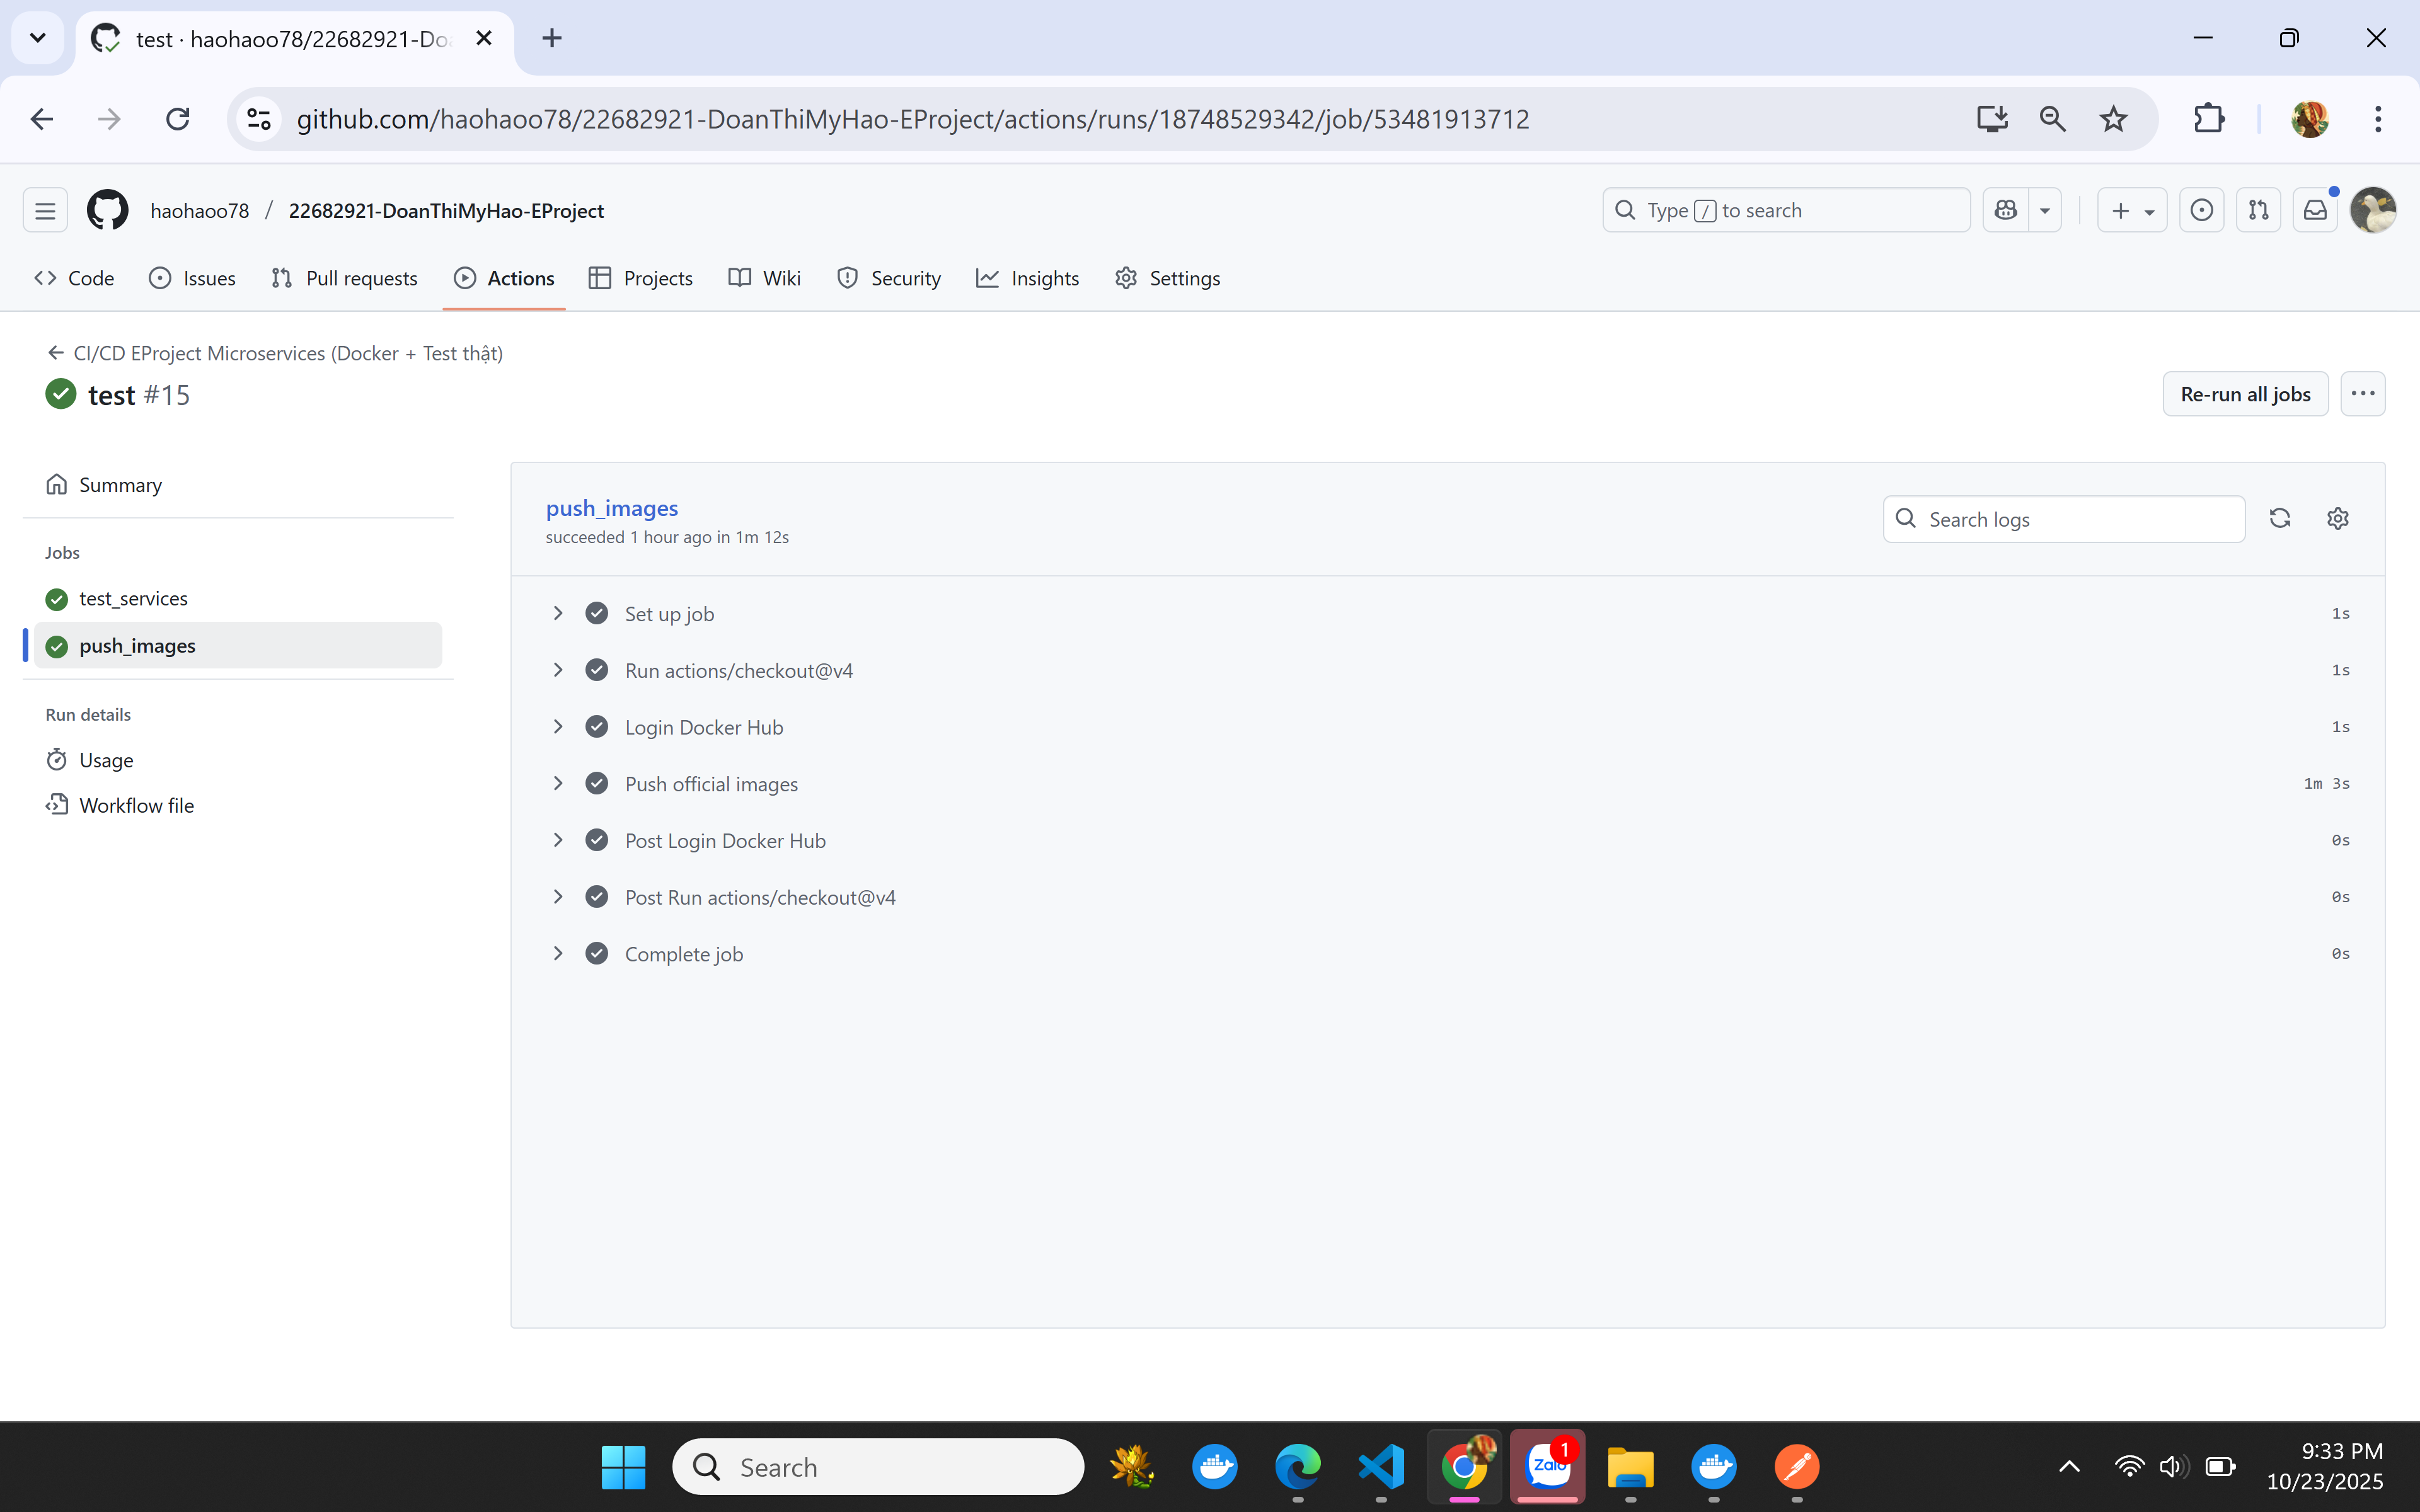 test · haohaoo78/22682921-Doa
github.com/haohaoo78/22682921-DoanThiMyHao-EProject/actions/runs/18748529342/job/53481913712
haohaoo78 / 22682921-DoanThiMyHao-EProject
Type / to search
Code Issues Pull requests Actions Projects Wiki Security Insights Settings
CI/CD EProject Microservices (Docker + Test thật)
test #15
Re-run all jobs
Summary
Jobs
test_services
push_images
Run details
Usage
Workflow file
push_images
succeeded 1 hour ago in 1m 12s
Search logs
Set up job 1s
Run actions/checkout@v4 1s
Login Docker Hub 1s
Push official images 1m 3s
Post Login Docker Hub 0s
Post Run actions/checkout@v4 0s
Complete job 0s
Search
Zalo
1
9:33 PM
10/23/2025